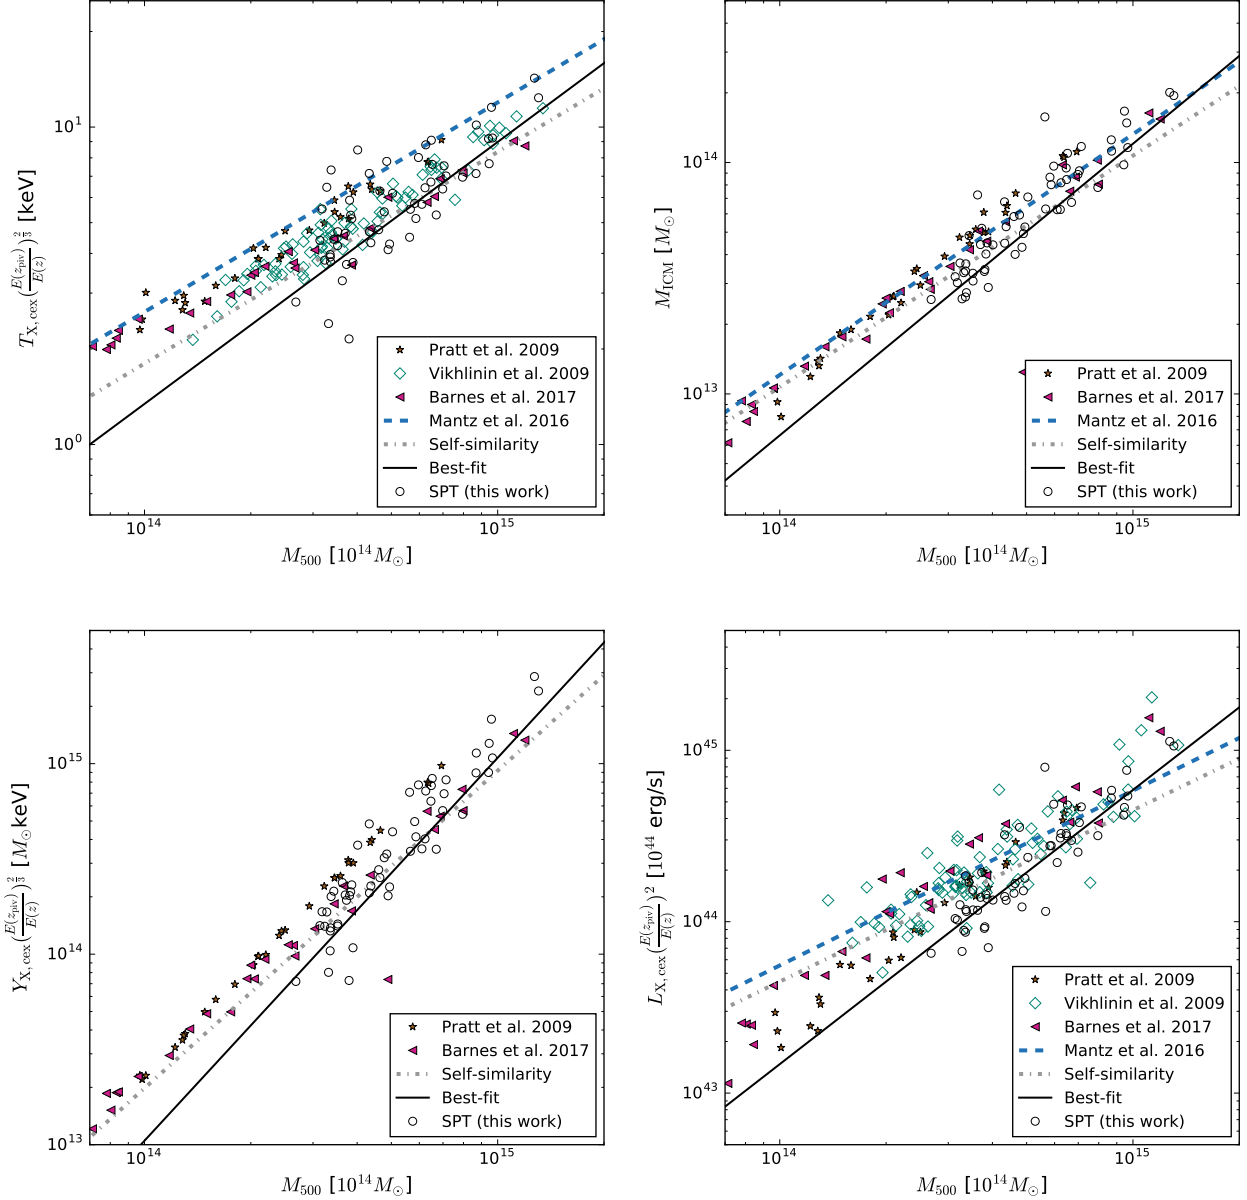 10¹
10⁰
T_X,cex(E(z_piv)/E(z))^(2/3) [keV]
Pratt et al. 2009
Vikhlinin et al. 2009
Barnes et al. 2017
Mantz et al. 2016
Self-similarity
Best-fit
SPT (this work)
10¹⁴
10¹⁵
M₅₀₀ [10¹⁴M⊙]
10¹⁴
10¹³
M_ICM [M⊙]
Pratt et al. 2009
Barnes et al. 2017
Mantz et al. 2016
Self-similarity
Best-fit
SPT (this work)
10¹⁴
10¹⁵
M₅₀₀ [10¹⁴M⊙]
10¹⁵
10¹⁴
10¹³
Y_X,cex(E(z_piv)/E(z))^(2/3) [M⊙keV]
Pratt et al. 2009
Barnes et al. 2017
Self-similarity
Best-fit
SPT (this work)
10¹⁴
10¹⁵
M₅₀₀ [10¹⁴M⊙]
10⁴⁵
10⁴⁴
10⁴³
L_X,cex(E(z_piv)/E(z))² [10⁴⁴ erg/s]
Pratt et al. 2009
Vikhlinin et al. 2009
Barnes et al. 2017
Mantz et al. 2016
Self-similarity
Best-fit
SPT (this work)
10¹⁴
10¹⁵
M₅₀₀ [10¹⁴M⊙]